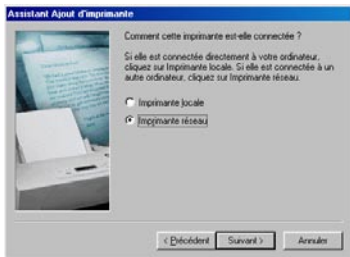 Assistant Ajout d'imprimante
Comment cette imprimante est-elle connectée ?
Si elle est connectée directement à votre ordinateur,
cliquez sur Imprimante locale. Si elle est connectée à un
autre ordinateur, cliquez sur Imprimante réseau.
Imprimante locale
Imprimante réseau
< Précédent
Suivant >
Annuler